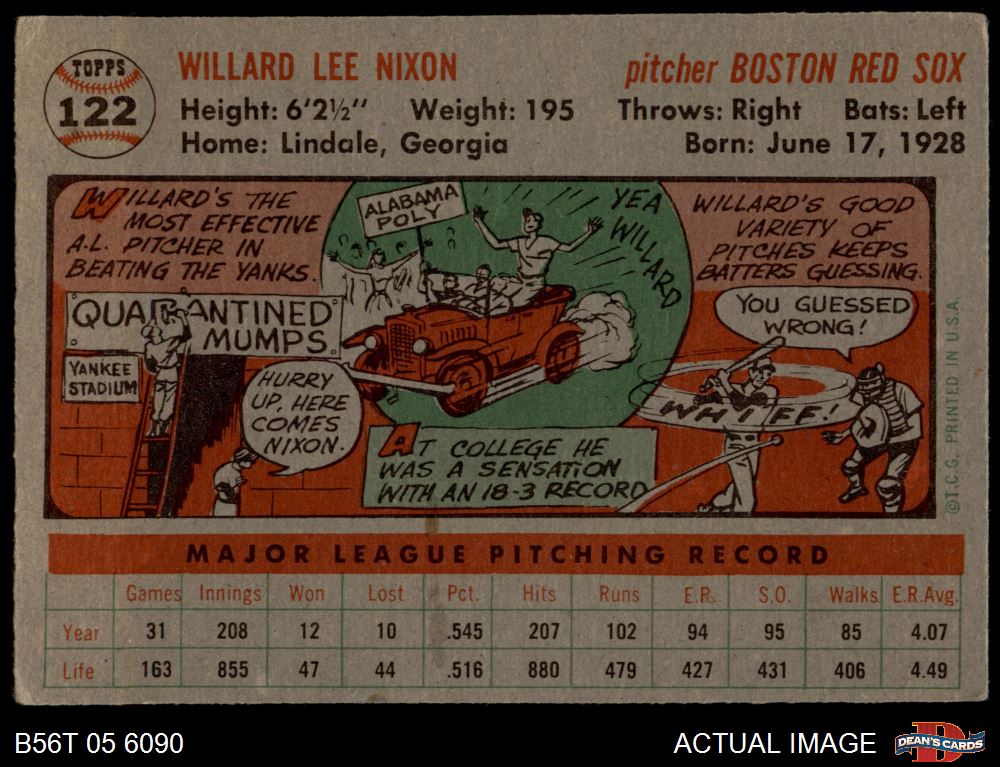 TOPPS
122
WILLARD LEE NIXON
pitcher BOSTON RED SOX
Height: 6'2½" Weight: 195 Throws: Right Bats: Left
Home: Lindale, Georgia Born: June 17, 1928
WILLARD'S THE
MOST EFFECTIVE
A.L. PITCHER IN
BEATING THE YANKS.
QUARANTINED
MUMPS.
YANKEE
STADIUM
HURRY
UP, HERE
COMES
NIXON.
ALABAMA
POLY
YEA
WILLARD
AT COLLEGE HE
WAS A SENSATION
WITH AN 18-3 RECORD
WILLARD'S GOOD
VARIETY OF
PITCHES KEEPS
BATTERS GUESSING.
YOU GUESSED
WRONG!
WHIFF!
©T.C.G. PRINTED IN U.S.A.
MAJOR LEAGUE PITCHING RECORD
Games Innings Won Lost Pct. Hits Runs E.R. S.O. Walks E.R.Avg.
Year 31 208 12 10 .545 207 102 94 95 85 4.07
Life 163 855 47 44 .516 880 479 427 431 406 4.49
B56T 05 6090
ACTUAL IMAGE
D
DEAN'S CARDS